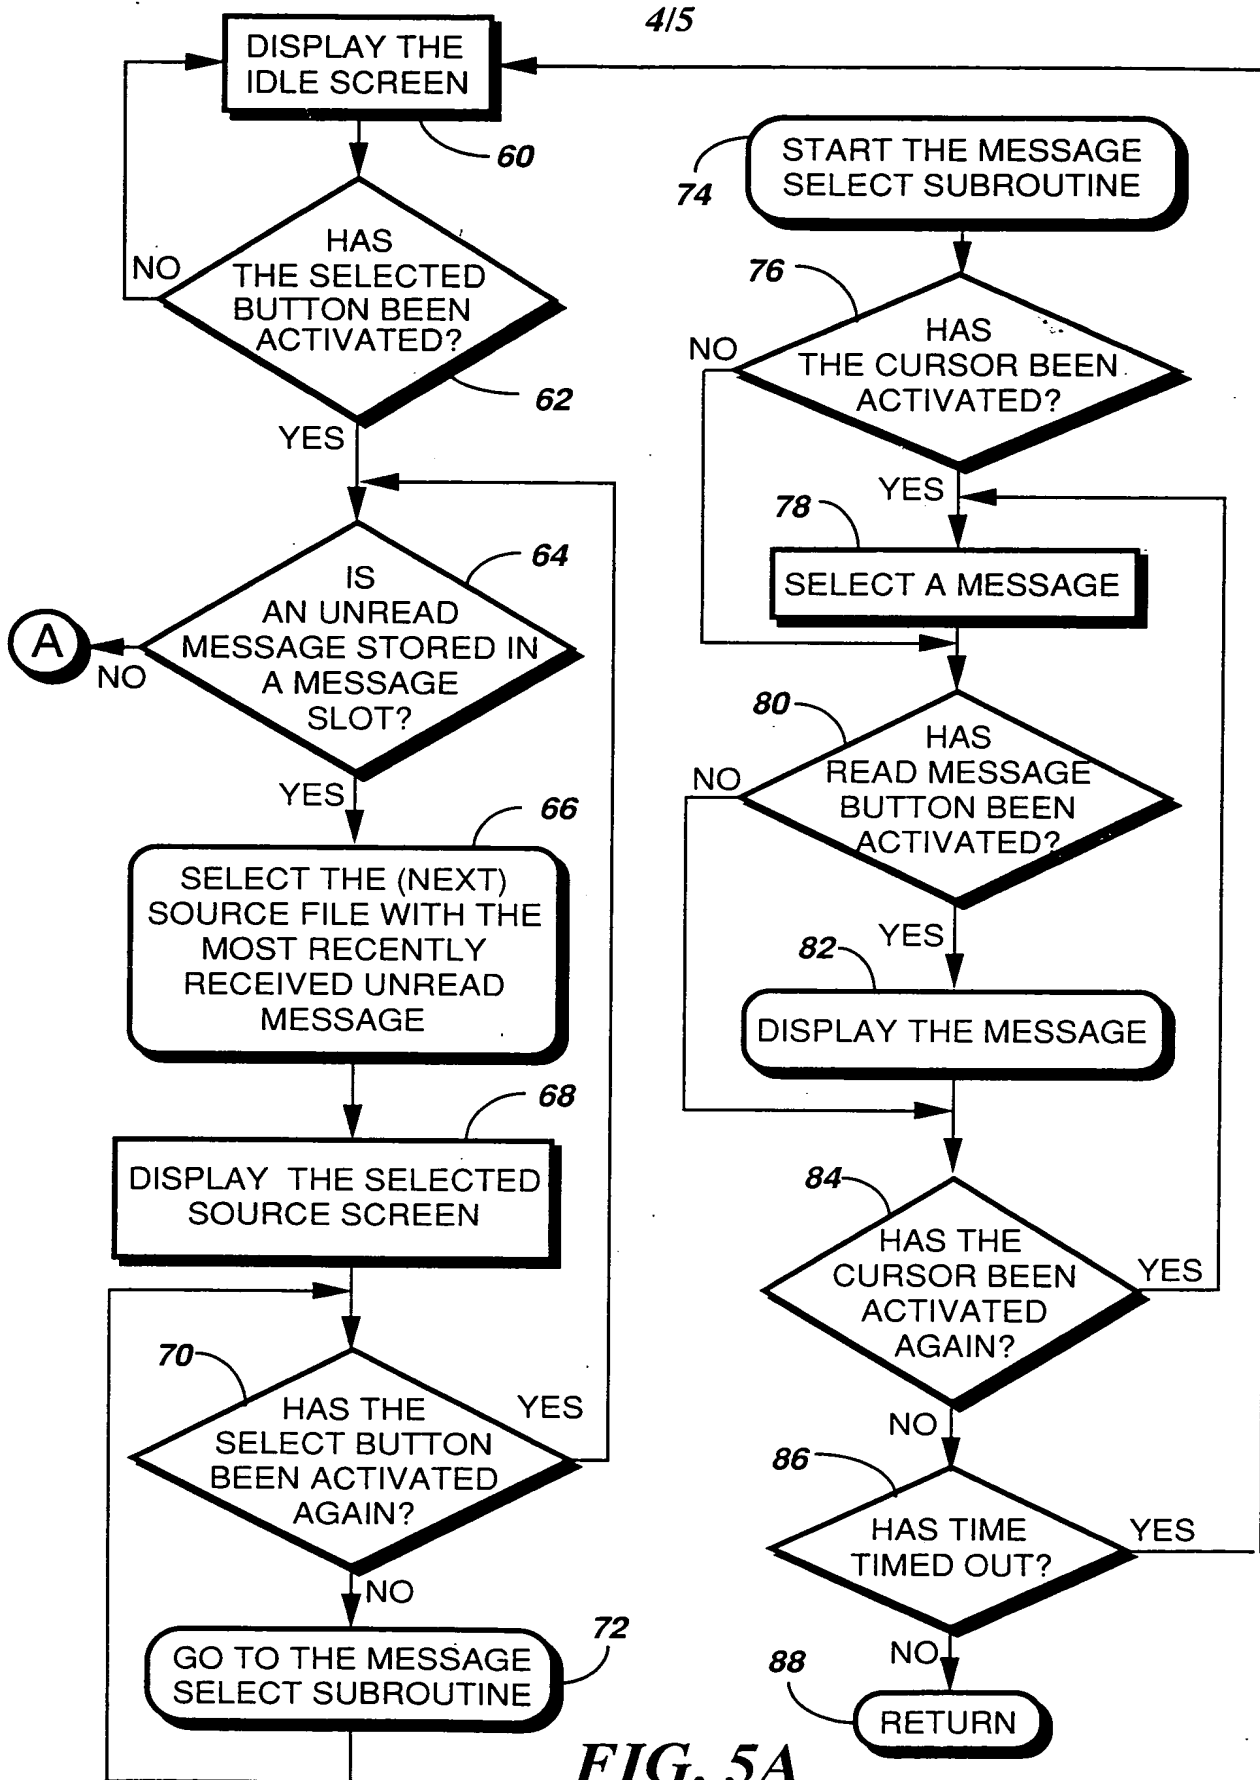 4/5
DISPLAY THE
IDLE SCREEN
60
HAS
THE SELECTED
BUTTON BEEN
ACTIVATED?
NO
62
YES
64
IS
AN UNREAD
MESSAGE STORED IN
A MESSAGE
SLOT?
A
NO
YES
66
SELECT THE (NEXT)
SOURCE FILE WITH THE
MOST RECENTLY
RECEIVED UNREAD
MESSAGE
68
DISPLAY THE SELECTED
SOURCE SCREEN
70
HAS THE
SELECT BUTTON
BEEN ACTIVATED
AGAIN?
YES
NO
72
GO TO THE MESSAGE
SELECT SUBROUTINE
74
START THE MESSAGE
SELECT SUBROUTINE
76
HAS
THE CURSOR BEEN
ACTIVATED?
NO
YES
78
SELECT A MESSAGE
80
HAS
READ MESSAGE
BUTTON BEEN
ACTIVATED?
NO
YES
82
DISPLAY THE MESSAGE
84
HAS THE
CURSOR BEEN
ACTIVATED
AGAIN?
YES
NO
86
HAS TIME
TIMED OUT?
YES
NO
88
RETURN
FIG. 5A